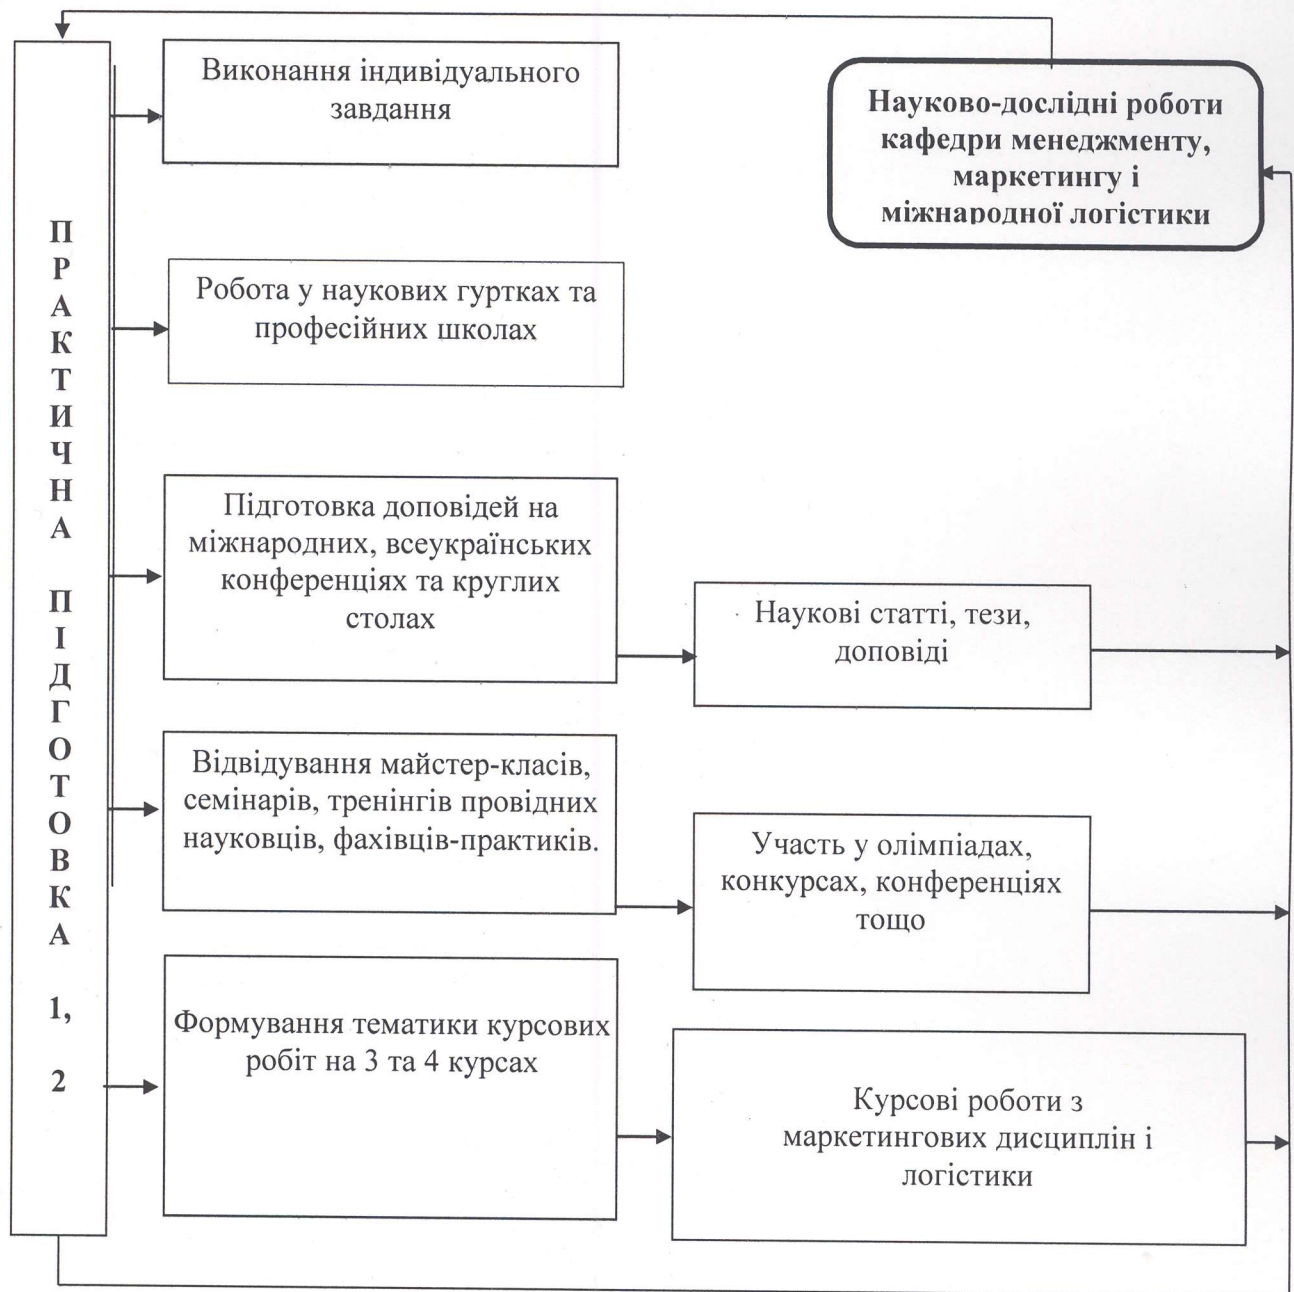 Виконання індивідуального
завдання
Науково-дослідні роботи
кафедри менеджменту,
маркетингу і
міжнародної логістики
ПРАКТИЧНА ПІДГОТОВКА 1, 2
Робота у наукових гуртках та
професійних школах
Підготовка доповідей на
міжнародних, всеукраїнських
конференціях та круглих
столах
Наукові статті, тези,
доповіді
Відвідування майстер-класів,
семінарів, тренінгів провідних
науковців, фахівців-практиків.
Участь у олімпіадах,
конкурсах, конференціях
тощо
Формування тематики курсових
робіт на 3 та 4 курсах
Курсові роботи з
маркетингових дисциплін і
логістики